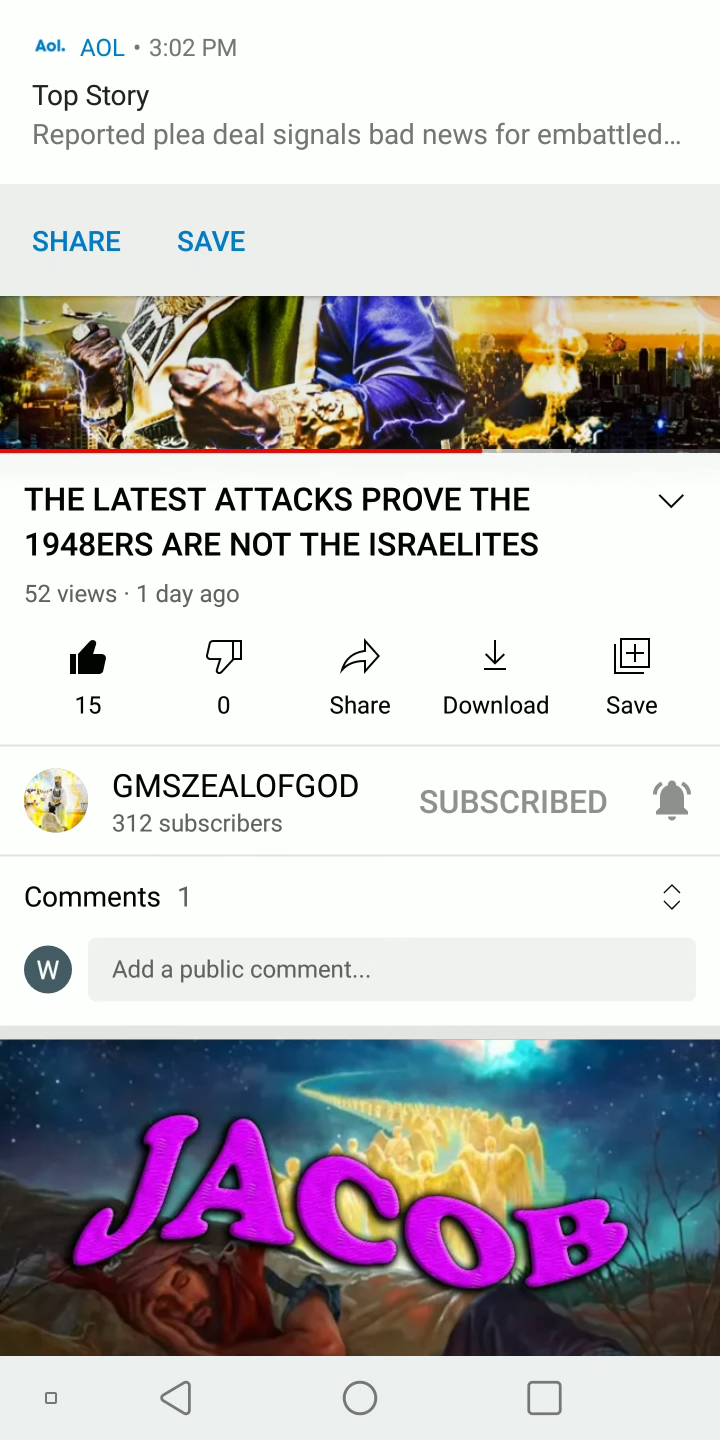 Aol. AOL • 3:02 PM
Top Story
Reported plea deal signals bad news for embattled...
SHARE SAVE
THE LATEST ATTACKS PROVE THE
1948ERS ARE NOT THE ISRAELITES
52 views · 1 day ago
15 0 Share Download Save
GMSZEALOFGOD
312 subscribers
SUBSCRIBED
Comments 1
W
Add a public comment...
JACOB